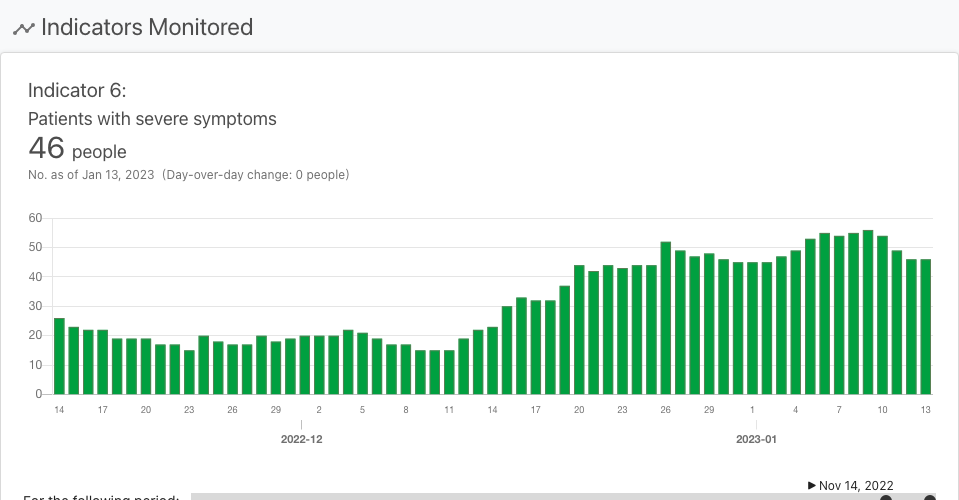 Indicators Monitored
Indicator 6:
Patients with severe symptoms
46 people
No. as of Jan 13, 2023 (Day-over-day change: 0 people)
60
50
40
30
20
10
0
14 17 20 23 26 29 2 5 8 11 14 17 20 23 26 29 1 4 7 10 13
2022-12 2023-01
▶ Nov 14, 2022
For the following period: